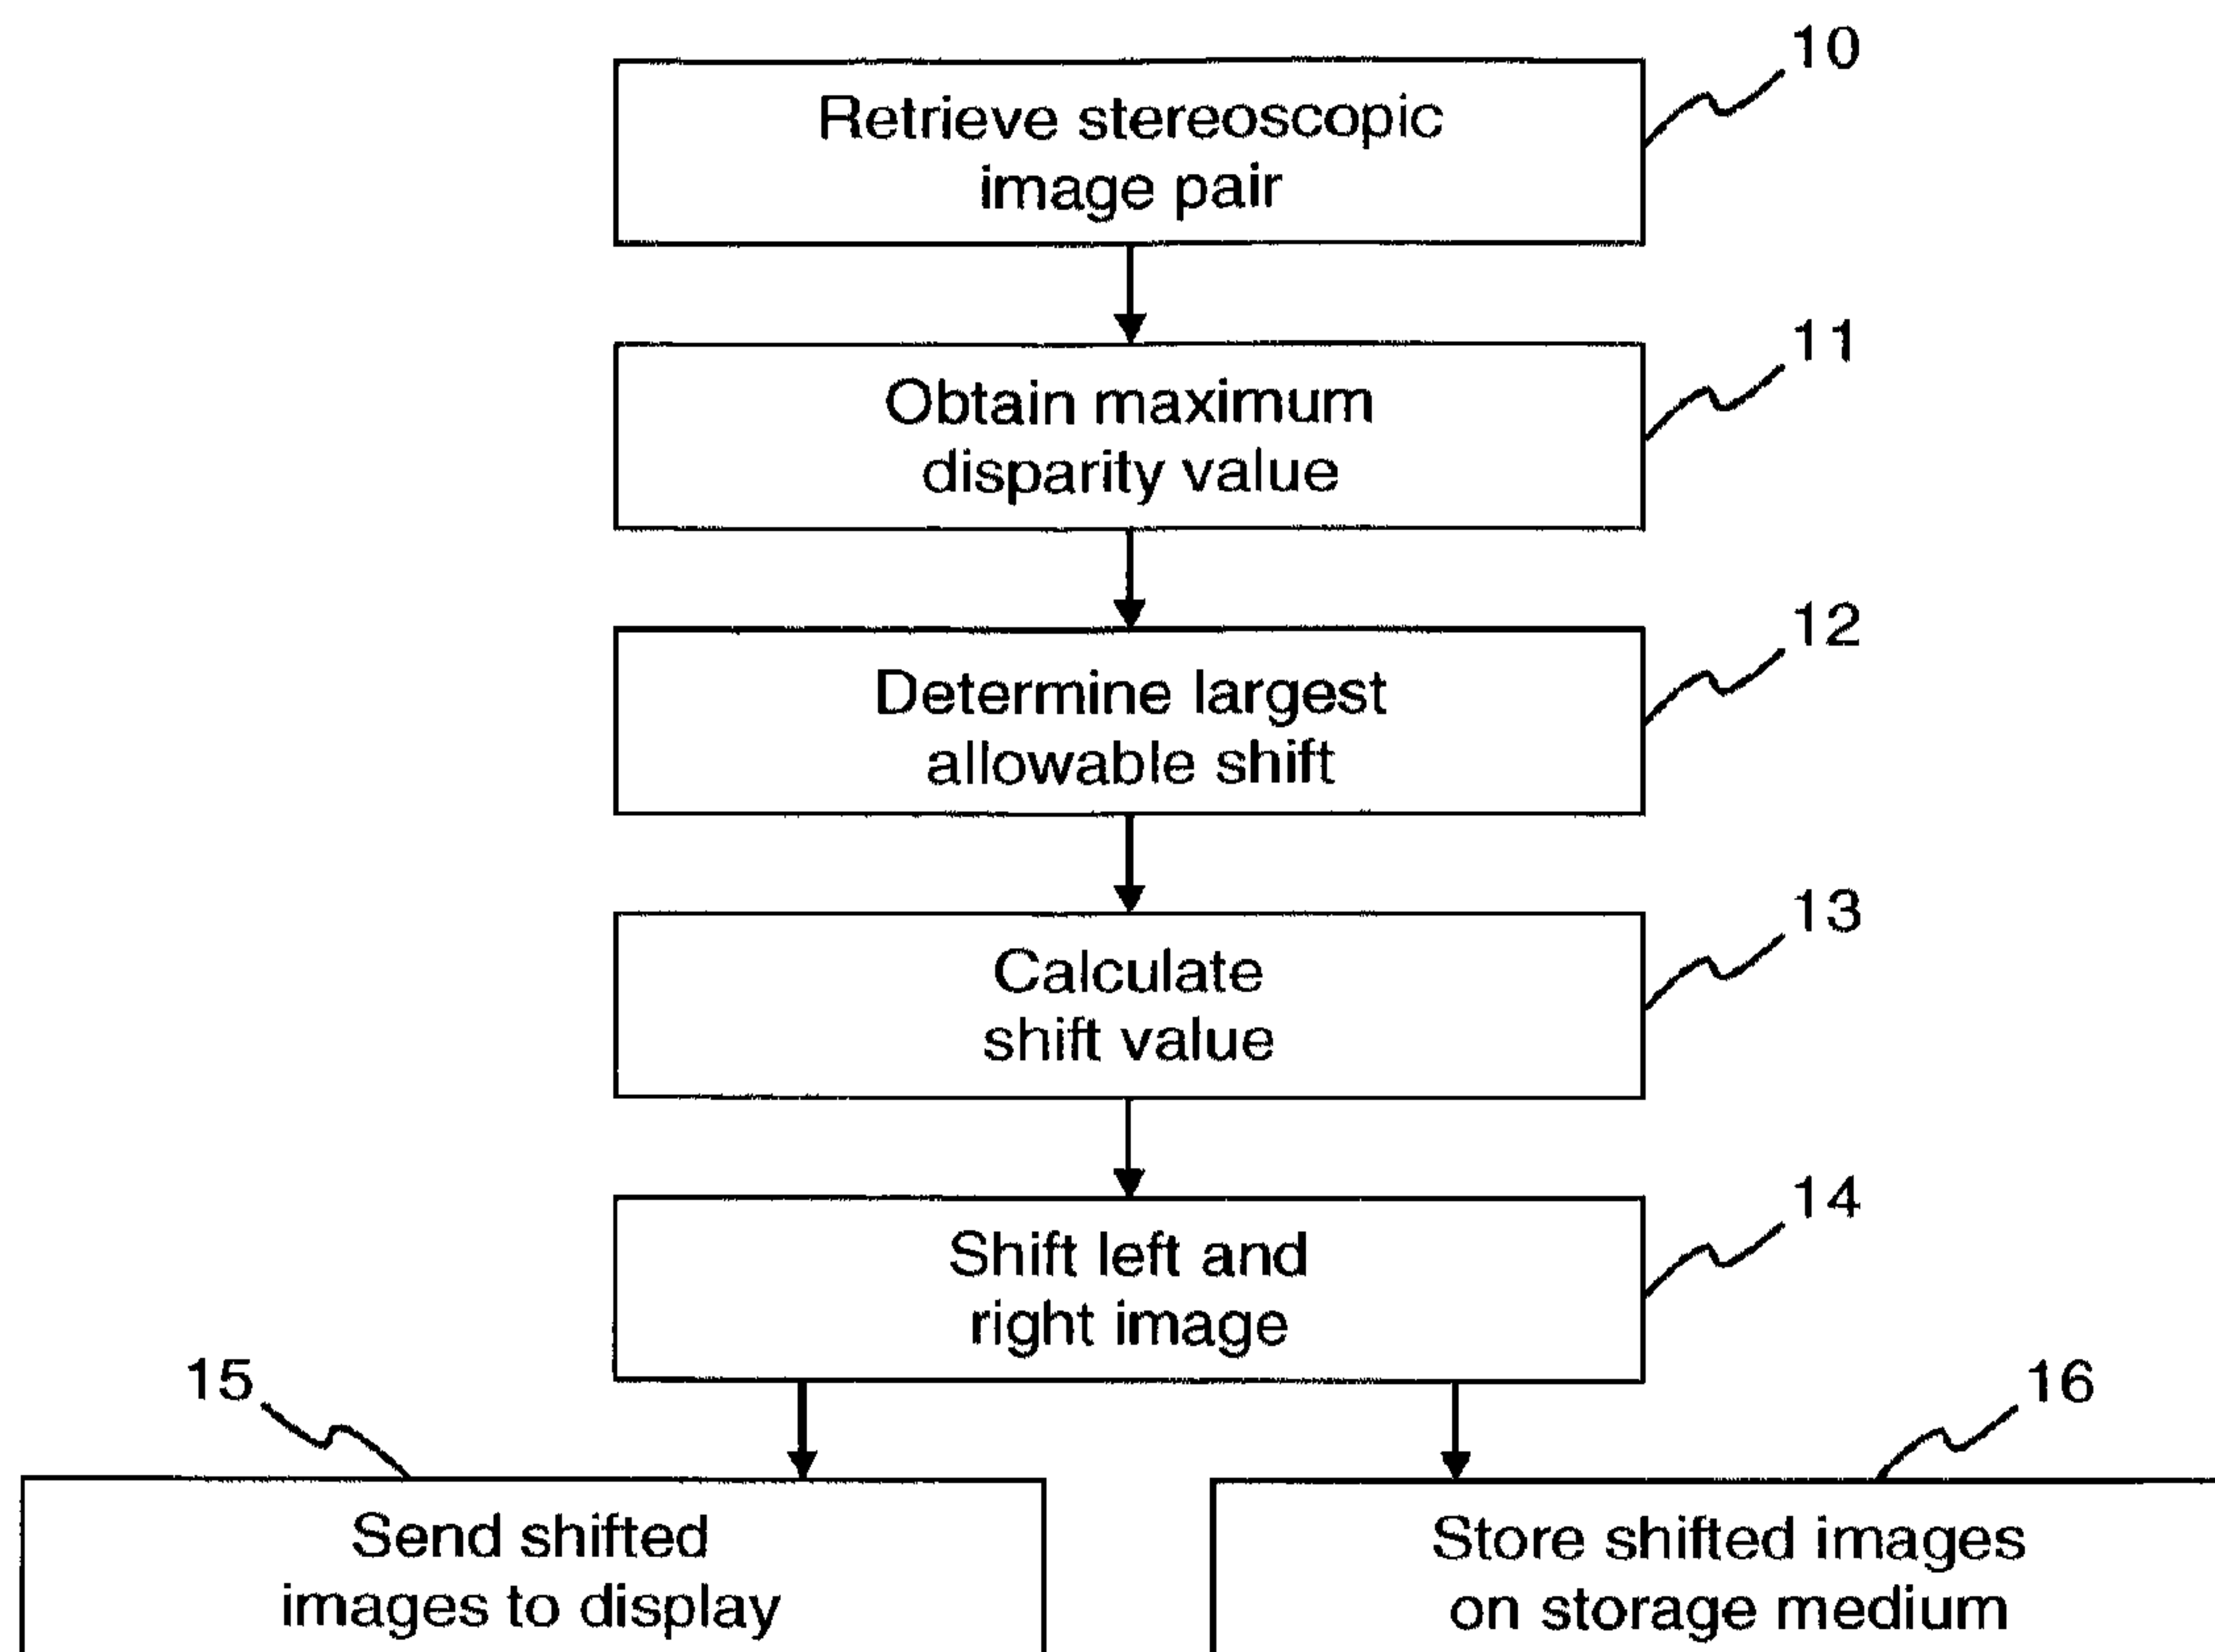 10
Retrieve stereoscopic
image pair
11
Obtain maximum
disparity value
12
Determine largest
allowable shift
13
Calculate
shift value
14
Shift left and
right image
15
16
Send shifted
images to display
Store shifted images
on storage medium